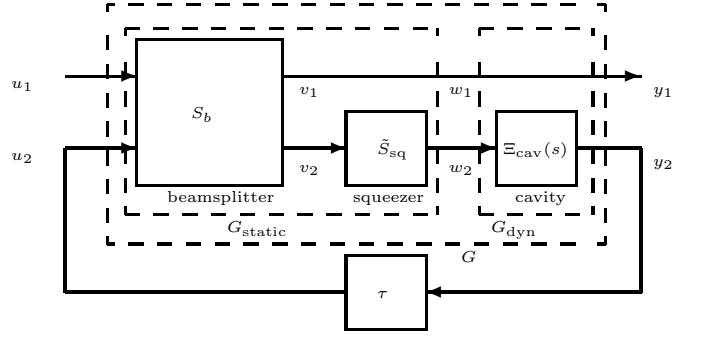 u₁
S_b
v₁
w₁
y₁
u₂
v₂
S̃_sq
w₂
Ξ_cav(s)
y₂
beamsplitter
squeezer
cavity
G_static
G_dyn
G
τ